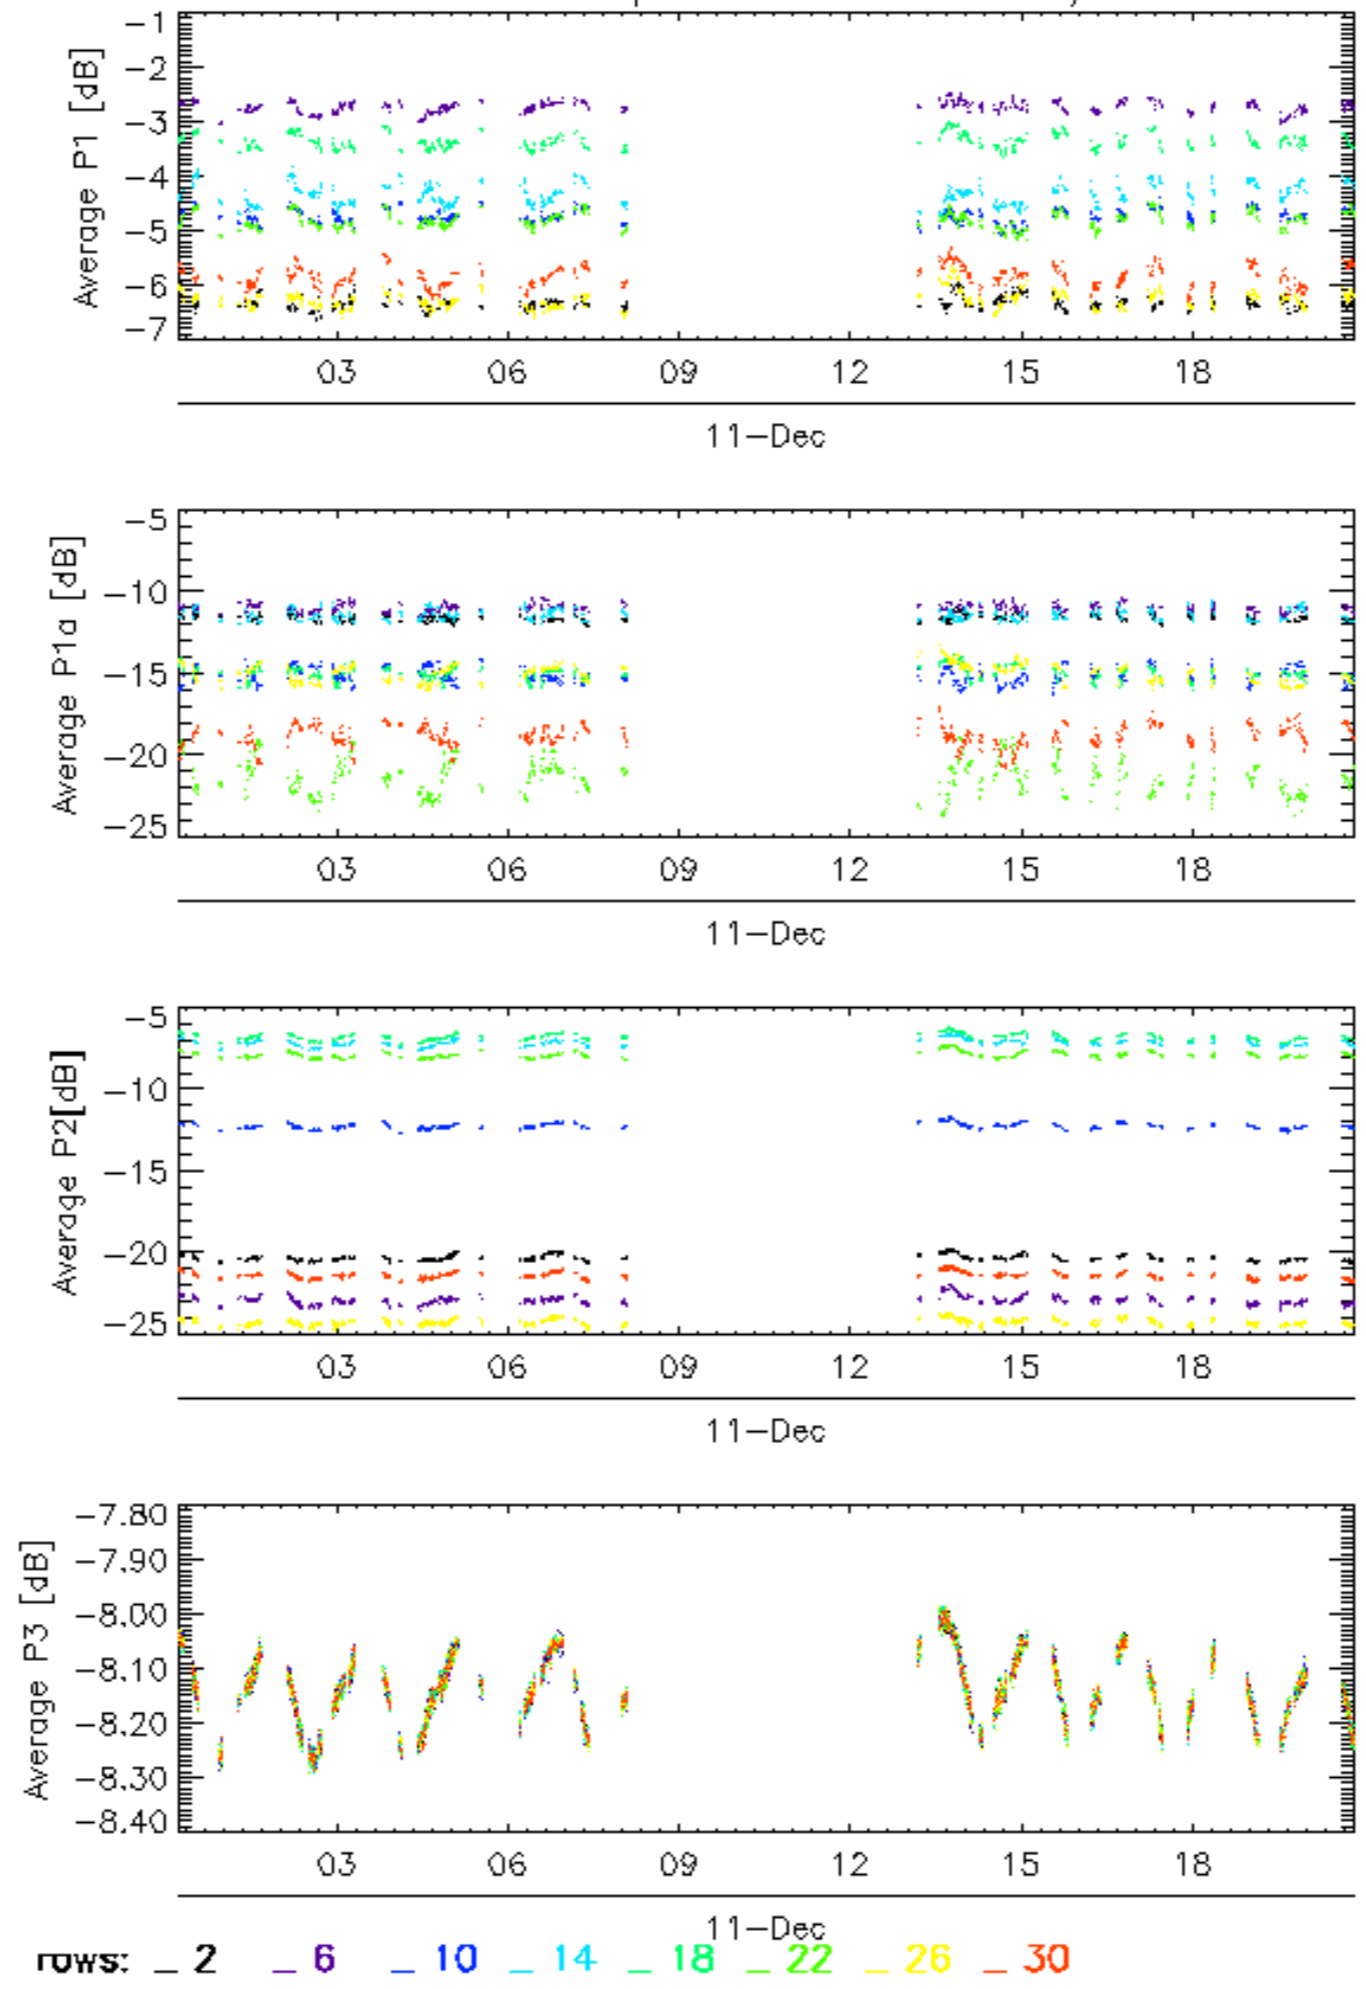 Average P1 [dB]
-1
-2
-3
-4
-5
-6
-7
03 06 09 12 15 18
11-Dec
Average P1a [dB]
-5
-10
-15
-20
-25
03 06 09 12 15 18
11-Dec
Average P2[dB]
-5
-10
-15
-20
-25
03 06 09 12 15 18
11-Dec
Average P3 [dB]
-7.80
-7.90
-8.00
-8.10
-8.20
-8.30
-8.40
03 06 09 12 15 18
11-Dec
rows: _ 2 _ 6 _ 10 _ 14 _ 18 _ 22 _ 26 _ 30